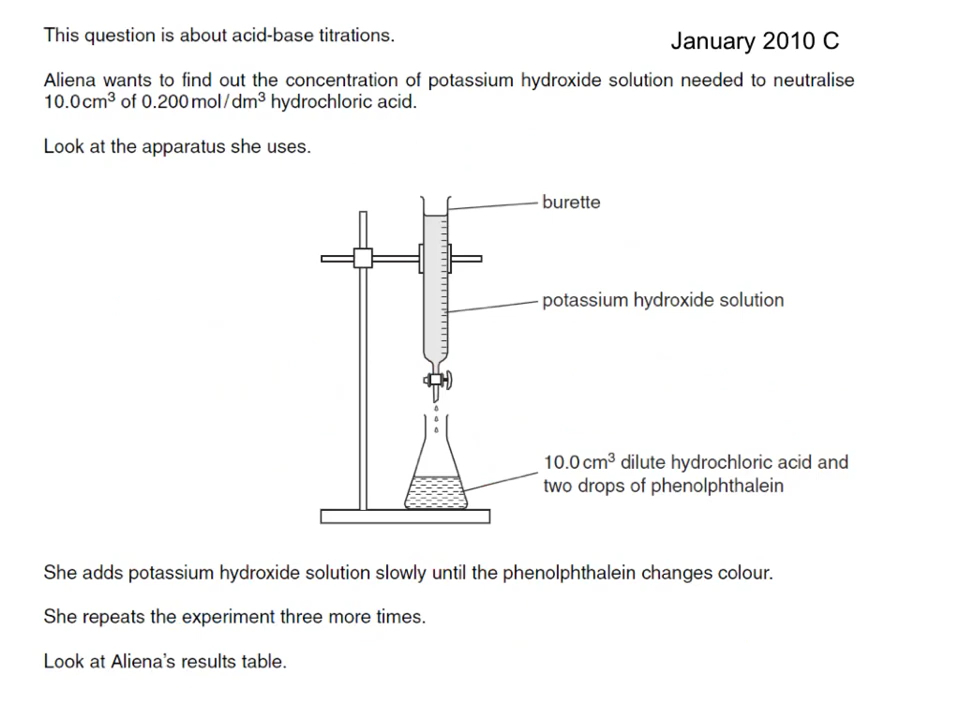 This question is about acid-base titrations.
January 2010 C
Aliena wants to find out the concentration of potassium hydroxide solution needed to neutralise
10.0 cm³ of 0.200 mol/dm³ hydrochloric acid.
Look at the apparatus she uses.
burette
potassium hydroxide solution
10.0 cm³ dilute hydrochloric acid and
two drops of phenolphthalein
She adds potassium hydroxide solution slowly until the phenolphthalein changes colour.
She repeats the experiment three more times.
Look at Aliena's results table.